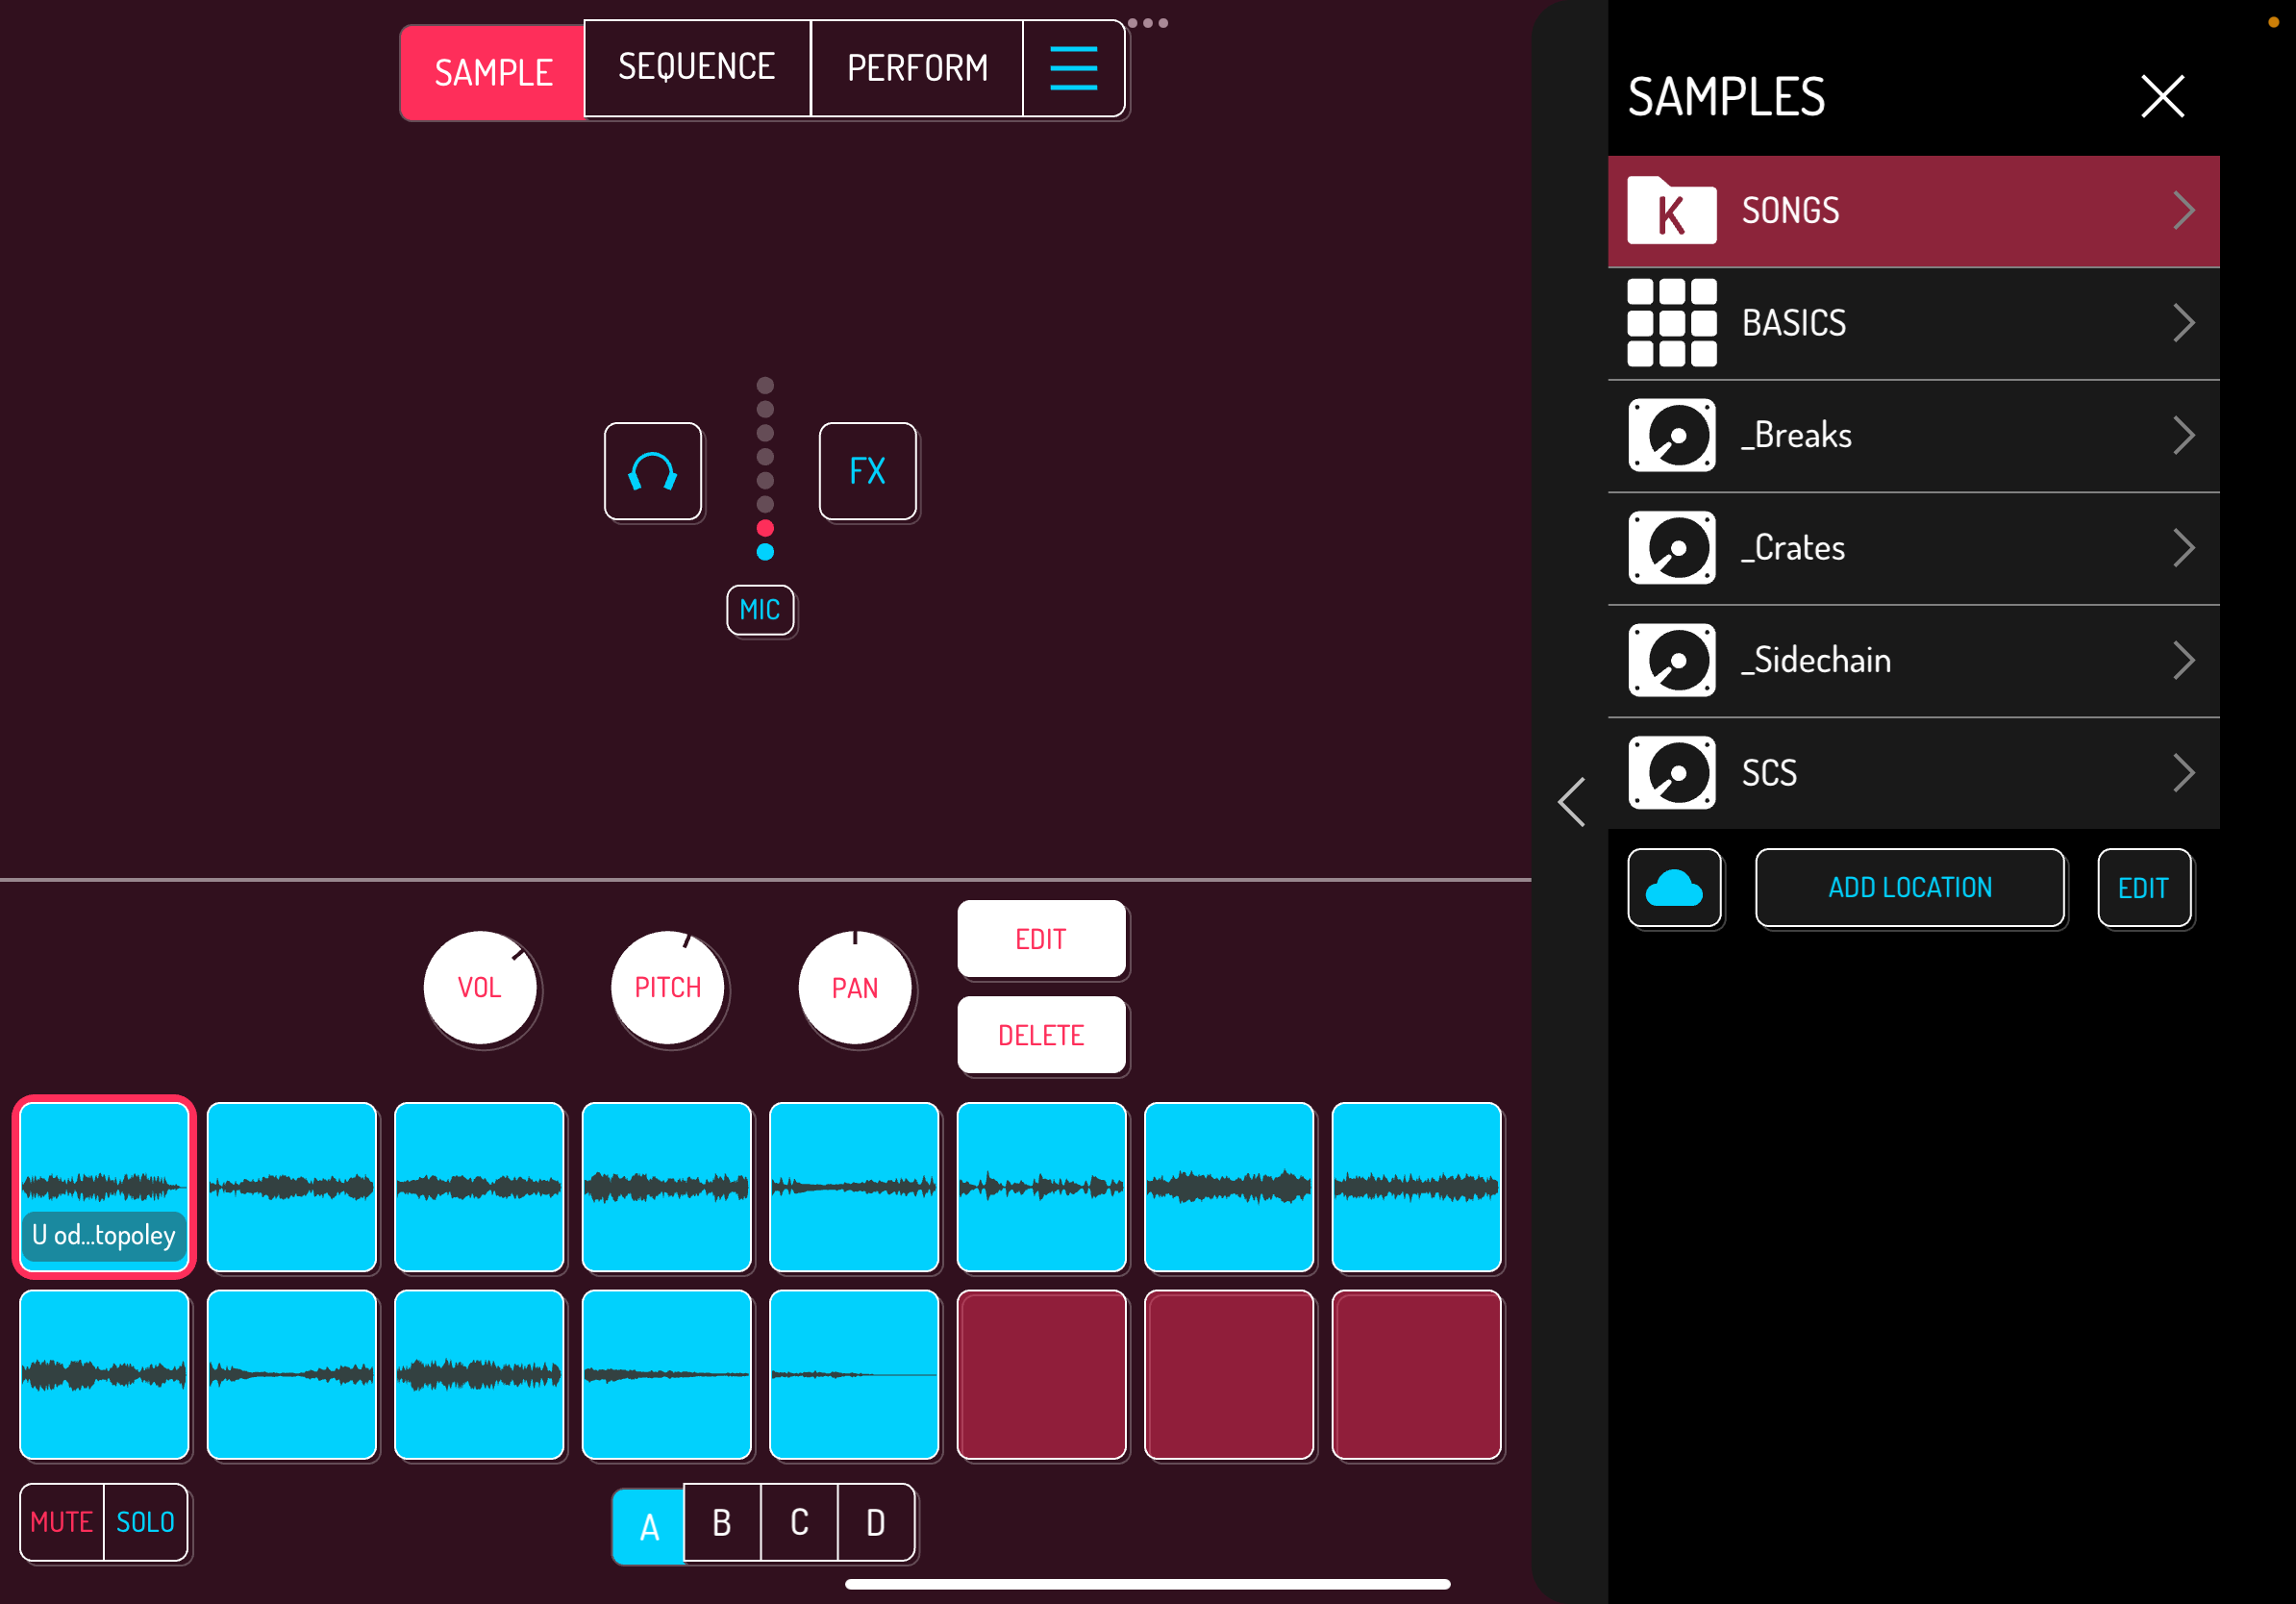 SAMPLE
SEQUENCE
PERFORM
FX
MIC
VOL
PITCH
PAN
EDIT
DELETE
U od...topoley
MUTE
SOLO
A
B
C
D
SAMPLES
K
SONGS
BASICS
_Breaks
_Crates
_Sidechain
SCS
ADD LOCATION
EDIT